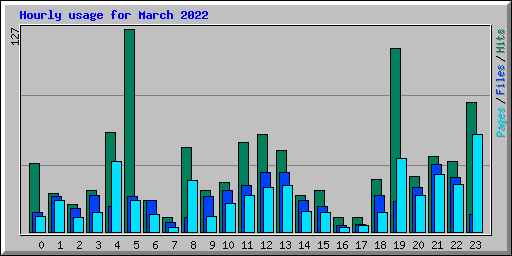 Hourly usage for March 2022
127
Pages / Files / Hits
0 1 2 3 4 5 6 7 8 9 10 11 12 13 14 15 16 17 18 19 20 21 22 23